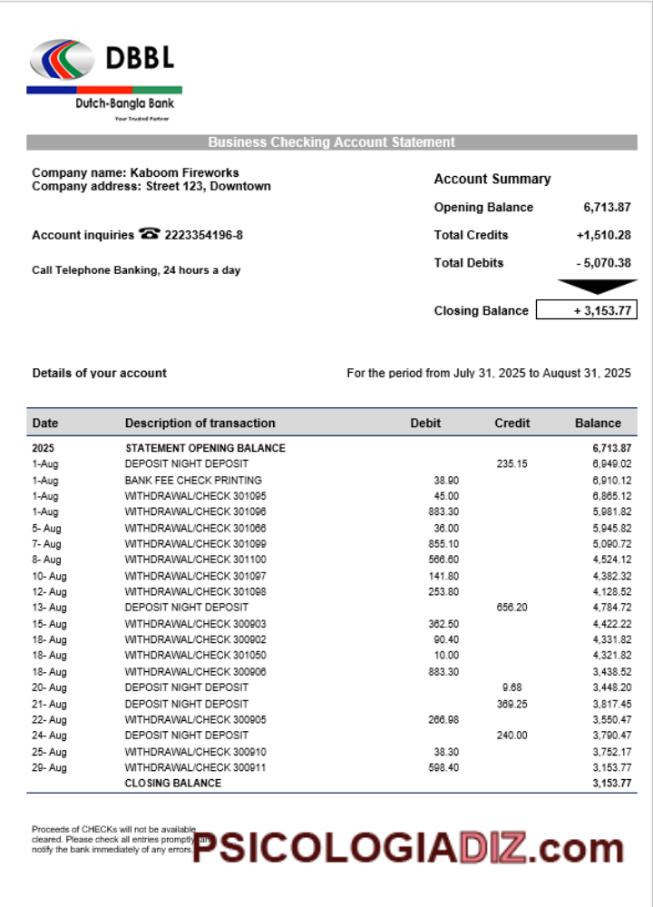 DBBL
Dutch-Bangla Bank
Your Trusted Partner
Business Checking Account Statement
Company name: Kaboom Fireworks
Company address: Street 123, Downtown
Account inquiries ☎ 2223354196-8
Call Telephone Banking, 24 hours a day
Account Summary
Opening Balance 6,713.87
Total Credits +1,510.28
Total Debits - 5,070.38
Closing Balance + 3,153.77
Details of your account For the period from July 31, 2025 to August 31, 2025
Date Description of transaction Debit Credit Balance
2025 STATEMENT OPENING BALANCE 6,713.87
1-Aug DEPOSIT NIGHT DEPOSIT 235.15 6,949.02
1-Aug BANK FEE CHECK PRINTING 38.90 6,910.12
1-Aug WITHDRAWAL/CHECK 301095 45.00 6,865.12
1-Aug WITHDRAWAL/CHECK 301096 883.30 5,981.82
5- Aug WITHDRAWAL/CHECK 301066 36.00 5,945.82
7- Aug WITHDRAWAL/CHECK 301099 855.10 5,090.72
8- Aug WITHDRAWAL/CHECK 301100 566.60 4,524.12
10- Aug WITHDRAWAL/CHECK 301097 141.80 4,382.32
12- Aug WITHDRAWAL/CHECK 301098 253.80 4,128.52
13- Aug DEPOSIT NIGHT DEPOSIT 656.20 4,784.72
15- Aug WITHDRAWAL/CHECK 300903 362.50 4,422.22
18- Aug WITHDRAWAL/CHECK 300902 90.40 4,331.82
18- Aug WITHDRAWAL/CHECK 301050 10.00 4,321.82
18- Aug WITHDRAWAL/CHECK 300906 883.30 3,438.52
20- Aug DEPOSIT NIGHT DEPOSIT 9.68 3,448.20
21- Aug DEPOSIT NIGHT DEPOSIT 369.25 3,817.45
22- Aug WITHDRAWAL/CHECK 300905 266.98 3,550.47
24- Aug DEPOSIT NIGHT DEPOSIT 240.00 3,790.47
25- Aug WITHDRAWAL/CHECK 300910 38.30 3,752.17
29- Aug WITHDRAWAL/CHECK 300911 598.40 3,153.77
CLOSING BALANCE 3,153.77
Proceeds of CHECKs will not be available
cleared. Please check all entries promptly
notify the bank immediately of any errors.
PSICOLOGIADIZ.com